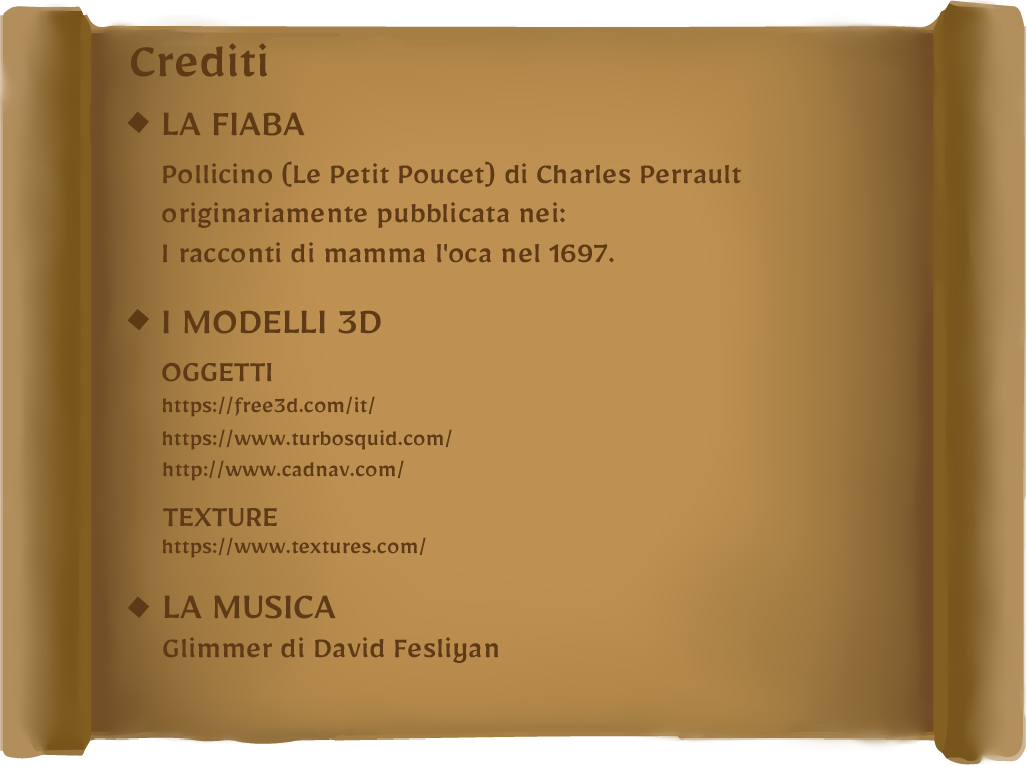 Crediti
LA FIABA
Pollicino (Le Petit Poucet) di Charles Perrault
originariamente pubblicata nei:
I racconti di mamma l'oca nel 1697.
I MODELLI 3D
OGGETTI
https://free3d.com/it/
https://www.turbosquid.com/
http://www.cadnav.com/
TEXTURE
https://www.textures.com/
LA MUSICA
Glimmer di David Fesliyan